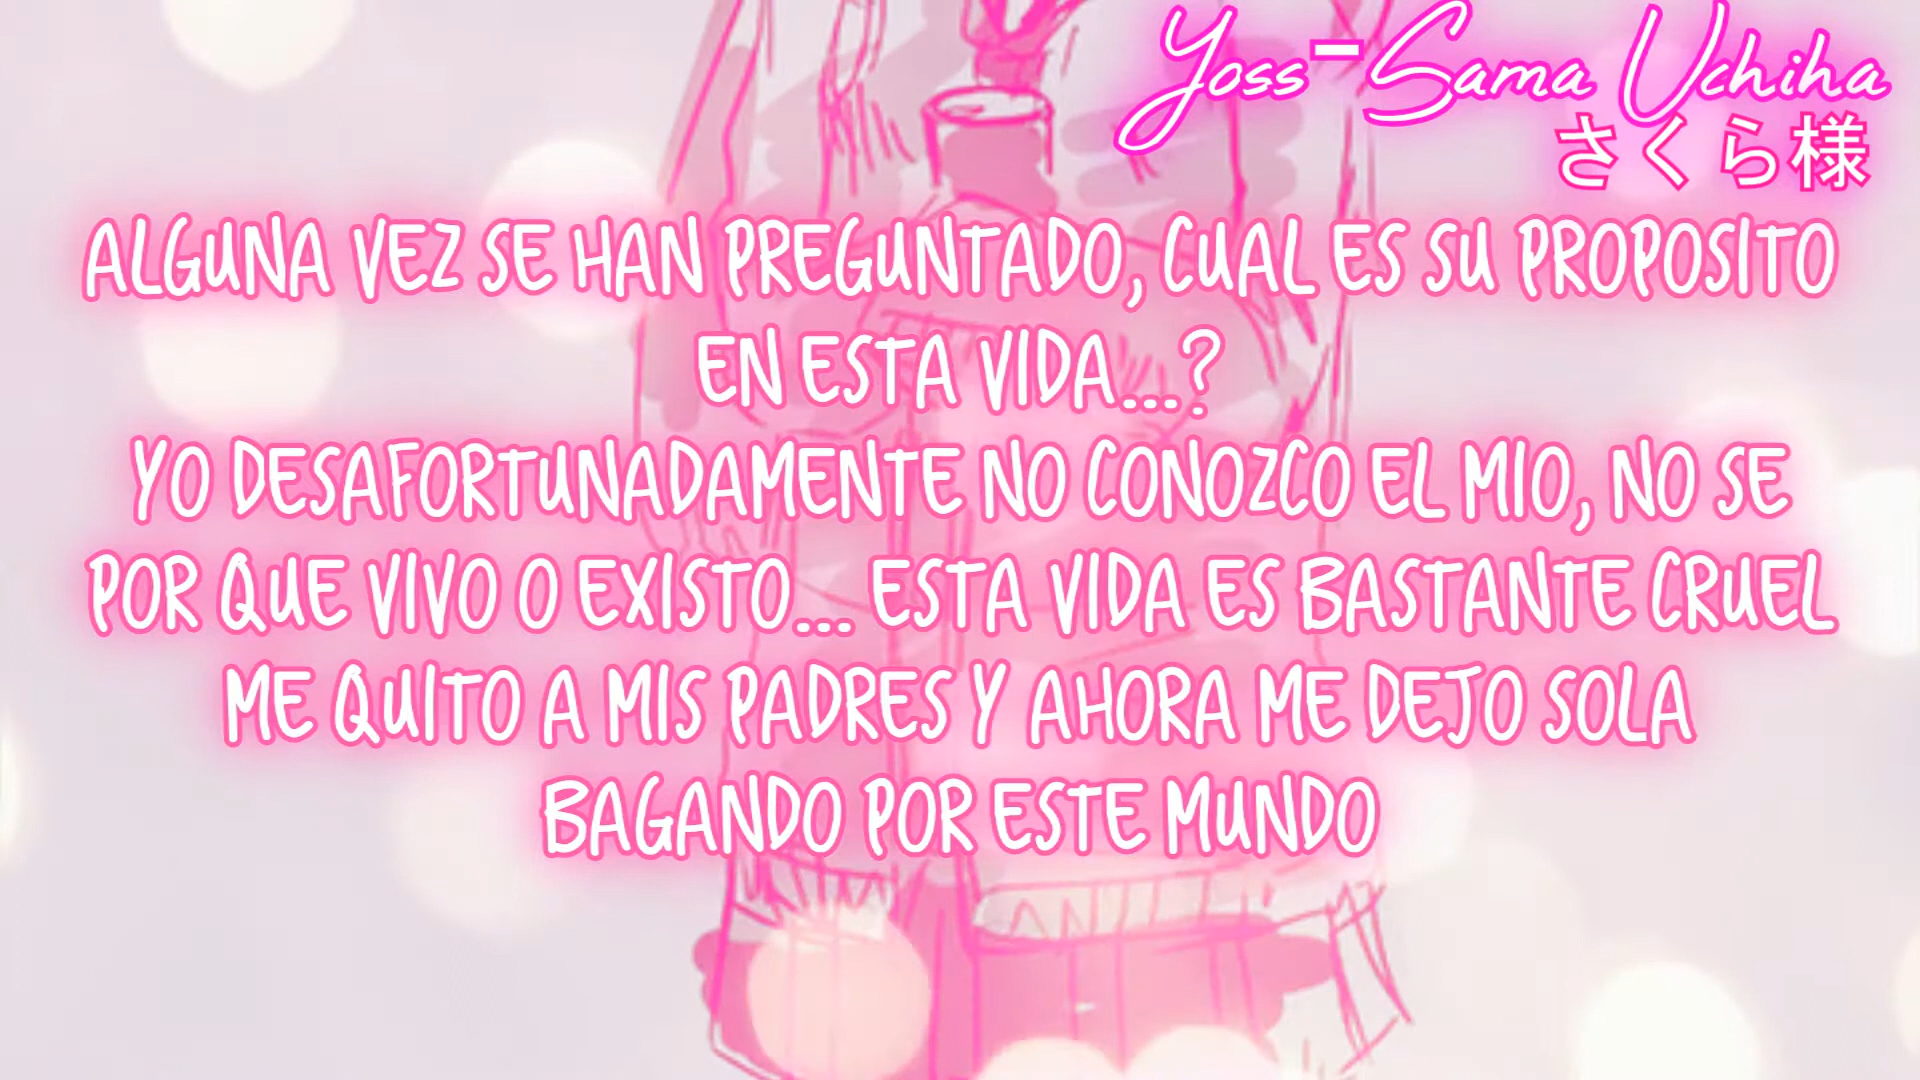 Yoss-Sama Uchiha
さくら様
ALGUNA VEZ SE HAN PREGUNTADO, CUAL ES SU PROPOSITO
EN ESTA VIDA...?
YO DESAFORTUNADAMENTE NO CONOZCO EL MIO, NO SE
POR QUE VIVO O EXISTO... ESTA VIDA ES BASTANTE CRUEL
ME QUITO A MIS PADRES Y AHORA ME DEJO SOLA
BAGANDO POR ESTE MUNDO